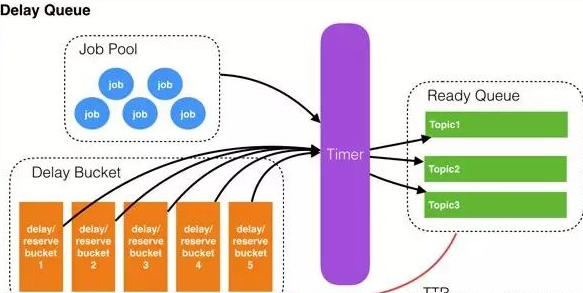 Delay Queue
Job Pool
job
job
job
job
job
Delay Bucket
delay/
reserve
bucket
1
delay/
reserve
bucket
2
delay/
reserve
bucket
3
delay/
reserve
bucket
4
delay/
reserve
bucket
5
Timer
Ready Queue
Topic1
Topic2
Topic3